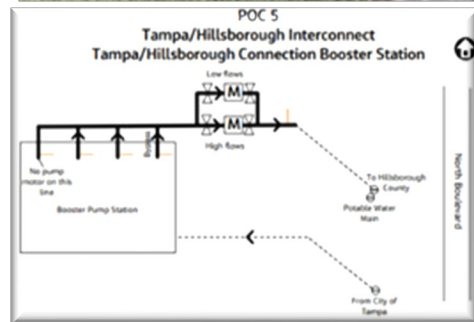 POC 5
Tampa/Hillsborough Interconnect
Tampa/Hillsborough Connection Booster Station
Low flows
M
M
High flows
Bypass
No pump
motor on this
line
Booster Pump Station
To Hillsborough
County
Potable Water
Main
North Boulevard
From City of
Tampa